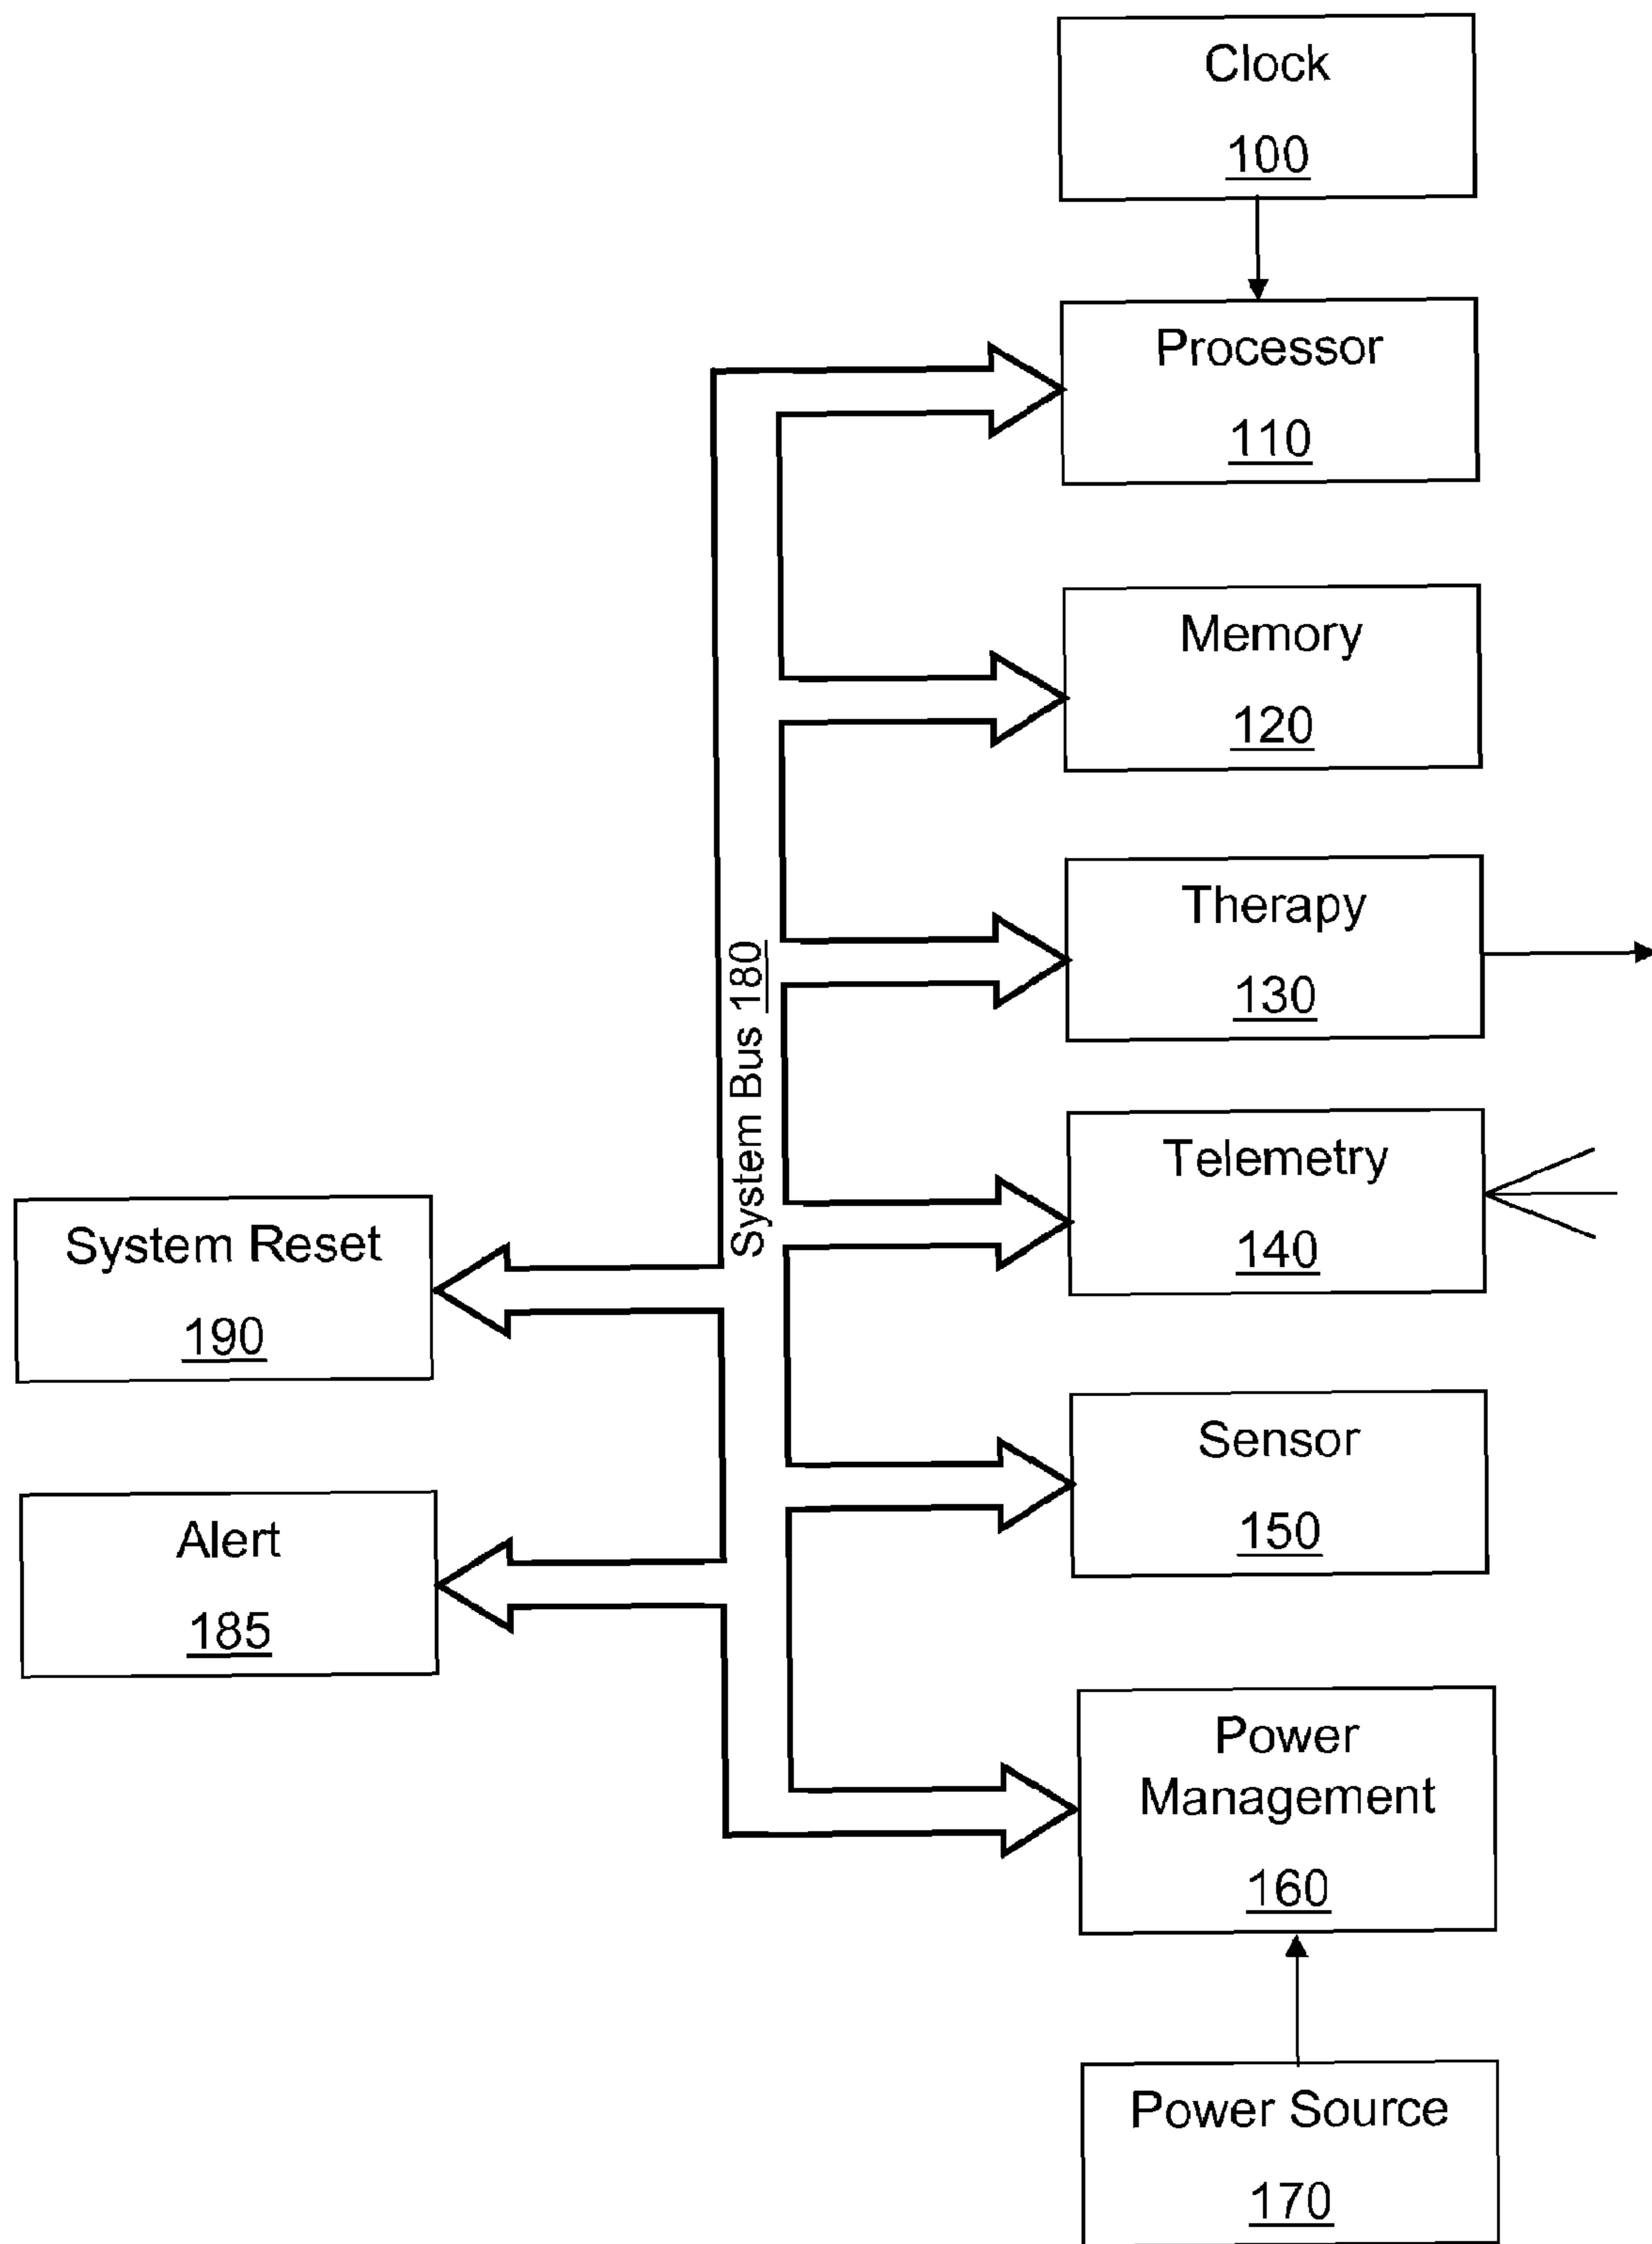 Clock
100
Processor
110
Memory
120
Therapy
130
System Bus 180
Telemetry
140
System Reset
190
Sensor
150
Alert
185
Power
Management
160
Power Source
170